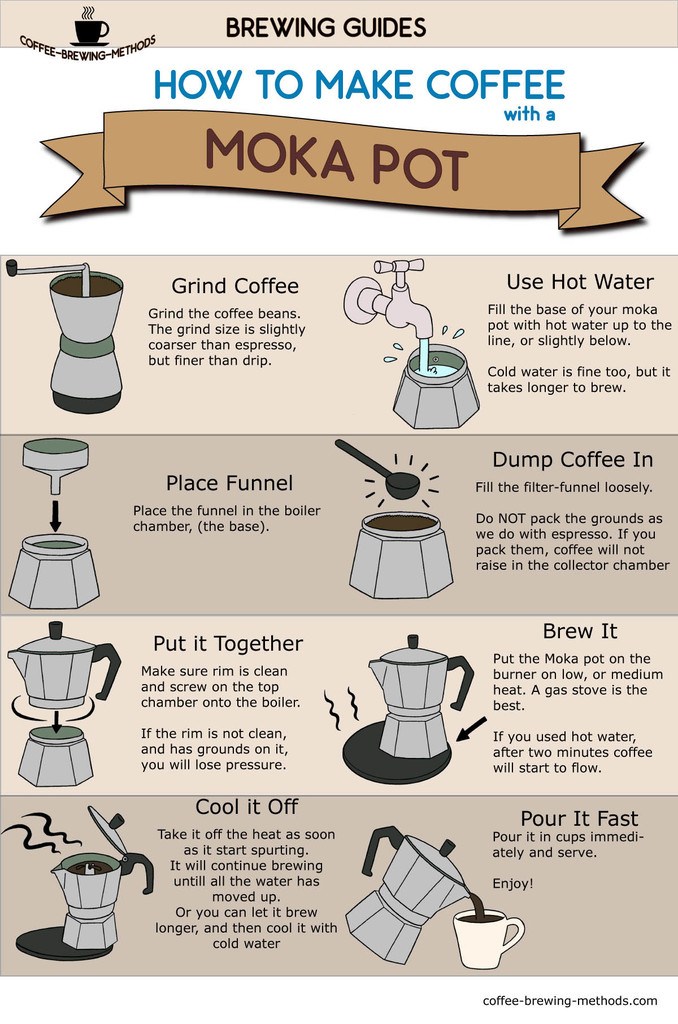 COFFEE-BREWING-METHODS
BREWING GUIDES
HOW TO MAKE COFFEE
with a
MOKA POT
Grind Coffee
Grind the coffee beans.
The grind size is slightly
coarser than espresso,
but finer than drip.
Use Hot Water
Fill the base of your moka
pot with hot water up to the
line, or slightly below.
Cold water is fine too, but it
takes longer to brew.
Place Funnel
Place the funnel in the boiler
chamber, (the base).
Dump Coffee In
Fill the filter-funnel loosely.
Do NOT pack the grounds as
we do with espresso. If you
pack them, coffee will not
raise in the collector chamber
Put it Together
Make sure rim is clean
and screw on the top
chamber onto the boiler.
If the rim is not clean,
and has grounds on it,
you will lose pressure.
Brew It
Put the Moka pot on the
burner on low, or medium
heat. A gas stove is the
best.
If you used hot water,
after two minutes coffee
will start to flow.
Cool it Off
Take it off the heat as soon
as it start spurting.
It will continue brewing
untill all the water has
moved up.
Or you can let it brew
longer, and then cool it with
cold water
Pour It Fast
Pour it in cups immedi-
ately and serve.
Enjoy!
coffee-brewing-methods.com